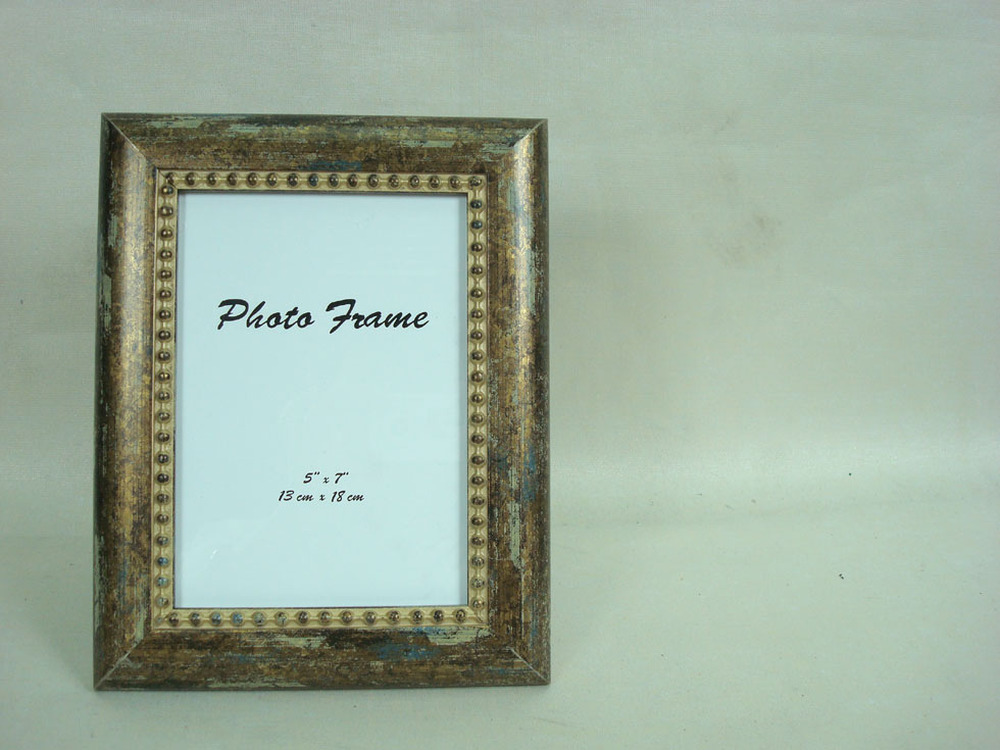 Photo Frame
5" x 7"
13 cm x 18 cm